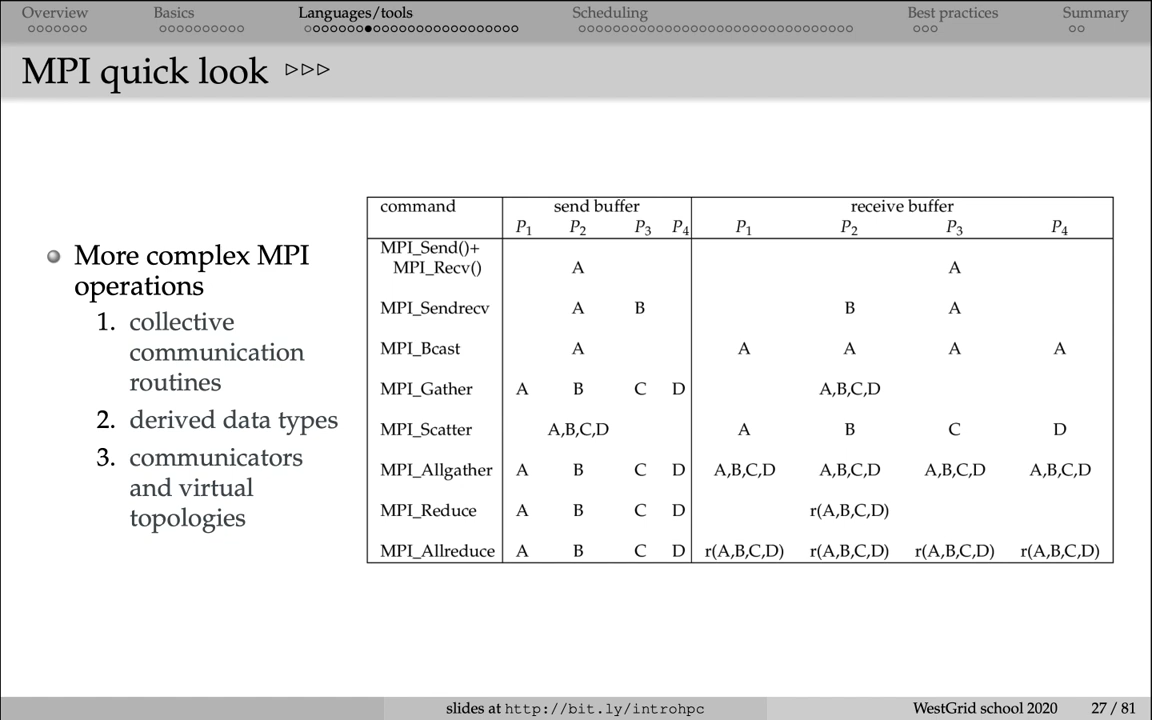 Overview Basics Languages/tools Scheduling Best practices Summary
MPI quick look ▷▷▷
More complex MPI
operations
1. collective
communication
routines
2. derived data types
3. communicators
and virtual
topologies
command send buffer receive buffer
P1 P2 P3 P4 P1 P2 P3 P4
MPI_Send()+
MPI_Recv() A A
MPI_Sendrecv A B B A
MPI_Bcast A A A A A
MPI_Gather A B C D A,B,C,D
MPI_Scatter A,B,C,D A B C D
MPI_Allgather A B C D A,B,C,D A,B,C,D A,B,C,D A,B,C,D
MPI_Reduce A B C D r(A,B,C,D)
MPI_Allreduce A B C D r(A,B,C,D) r(A,B,C,D) r(A,B,C,D) r(A,B,C,D)
slides at http://bit.ly/introhpc WestGrid school 2020 27 / 81